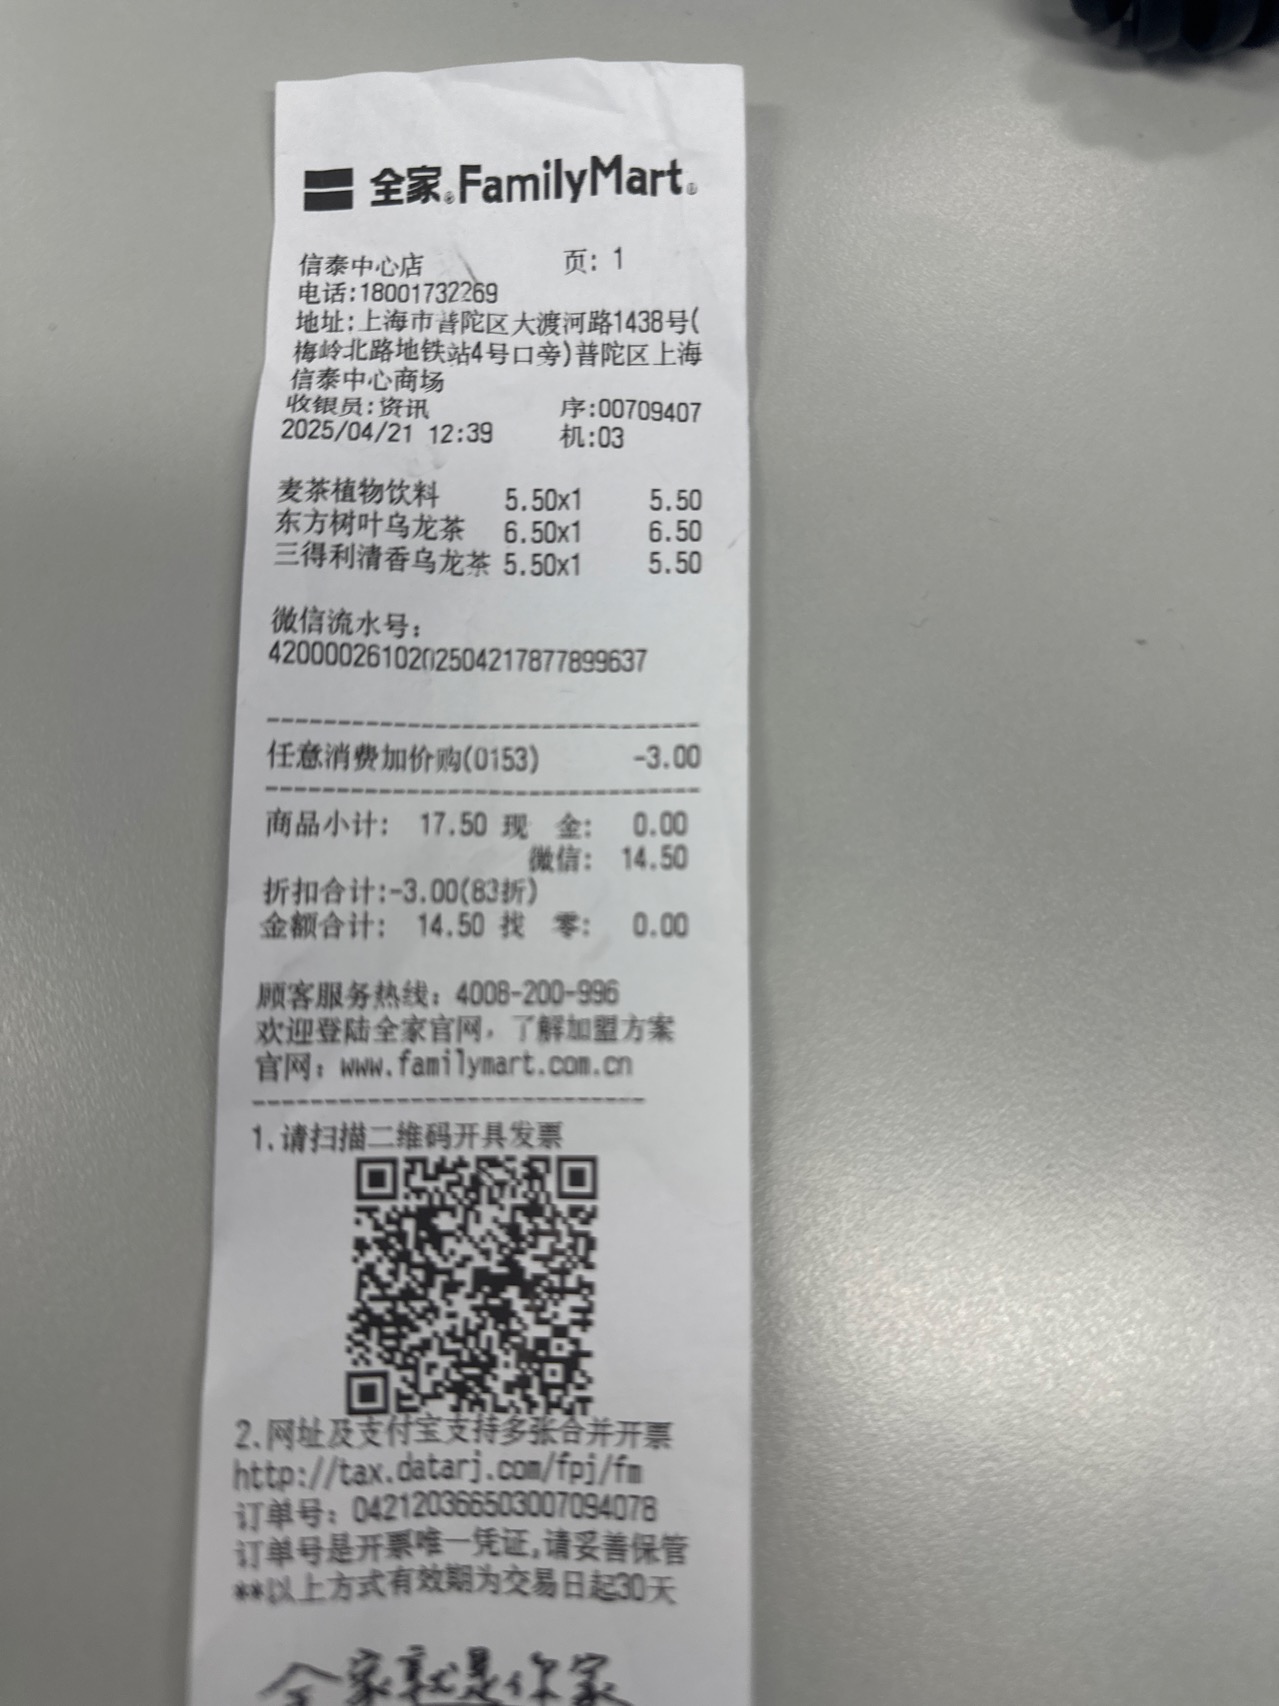 全家 FamilyMart
信泰中心店 页: 1
电话:18001732269
地址:上海市普陀区大渡河路1438号(
梅岭北路地铁站4号口旁)普陀区上海
信泰中心商场
收银员:资讯 序:00709407
2025/04/21 12:39 机:03
麦茶植物饮料 5.50x1 5.50
东方树叶乌龙茶 6.50x1 6.50
三得利清香乌龙茶 5.50x1 5.50
微信流水号:
4200002610202504217877899637
任意消费加价购(0153) -3.00
商品小计: 17.50 现 金: 0.00
微信: 14.50
折扣合计:-3.00(83折)
金额合计: 14.50 找 零: 0.00
顾客服务热线: 4008-200-996
欢迎登陆全家官网, 了解加盟方案
官网: www.familymart.com.cn
1.请扫描二维码开具发票
2.网址及支付宝支持多张合并开票
http://tax.datarj.com/fpj/fm
订单号: 042120366503007094078
订单号是开票唯一凭证,请妥善保管
**以上方式有效期为交易日起30天
全家就是你家